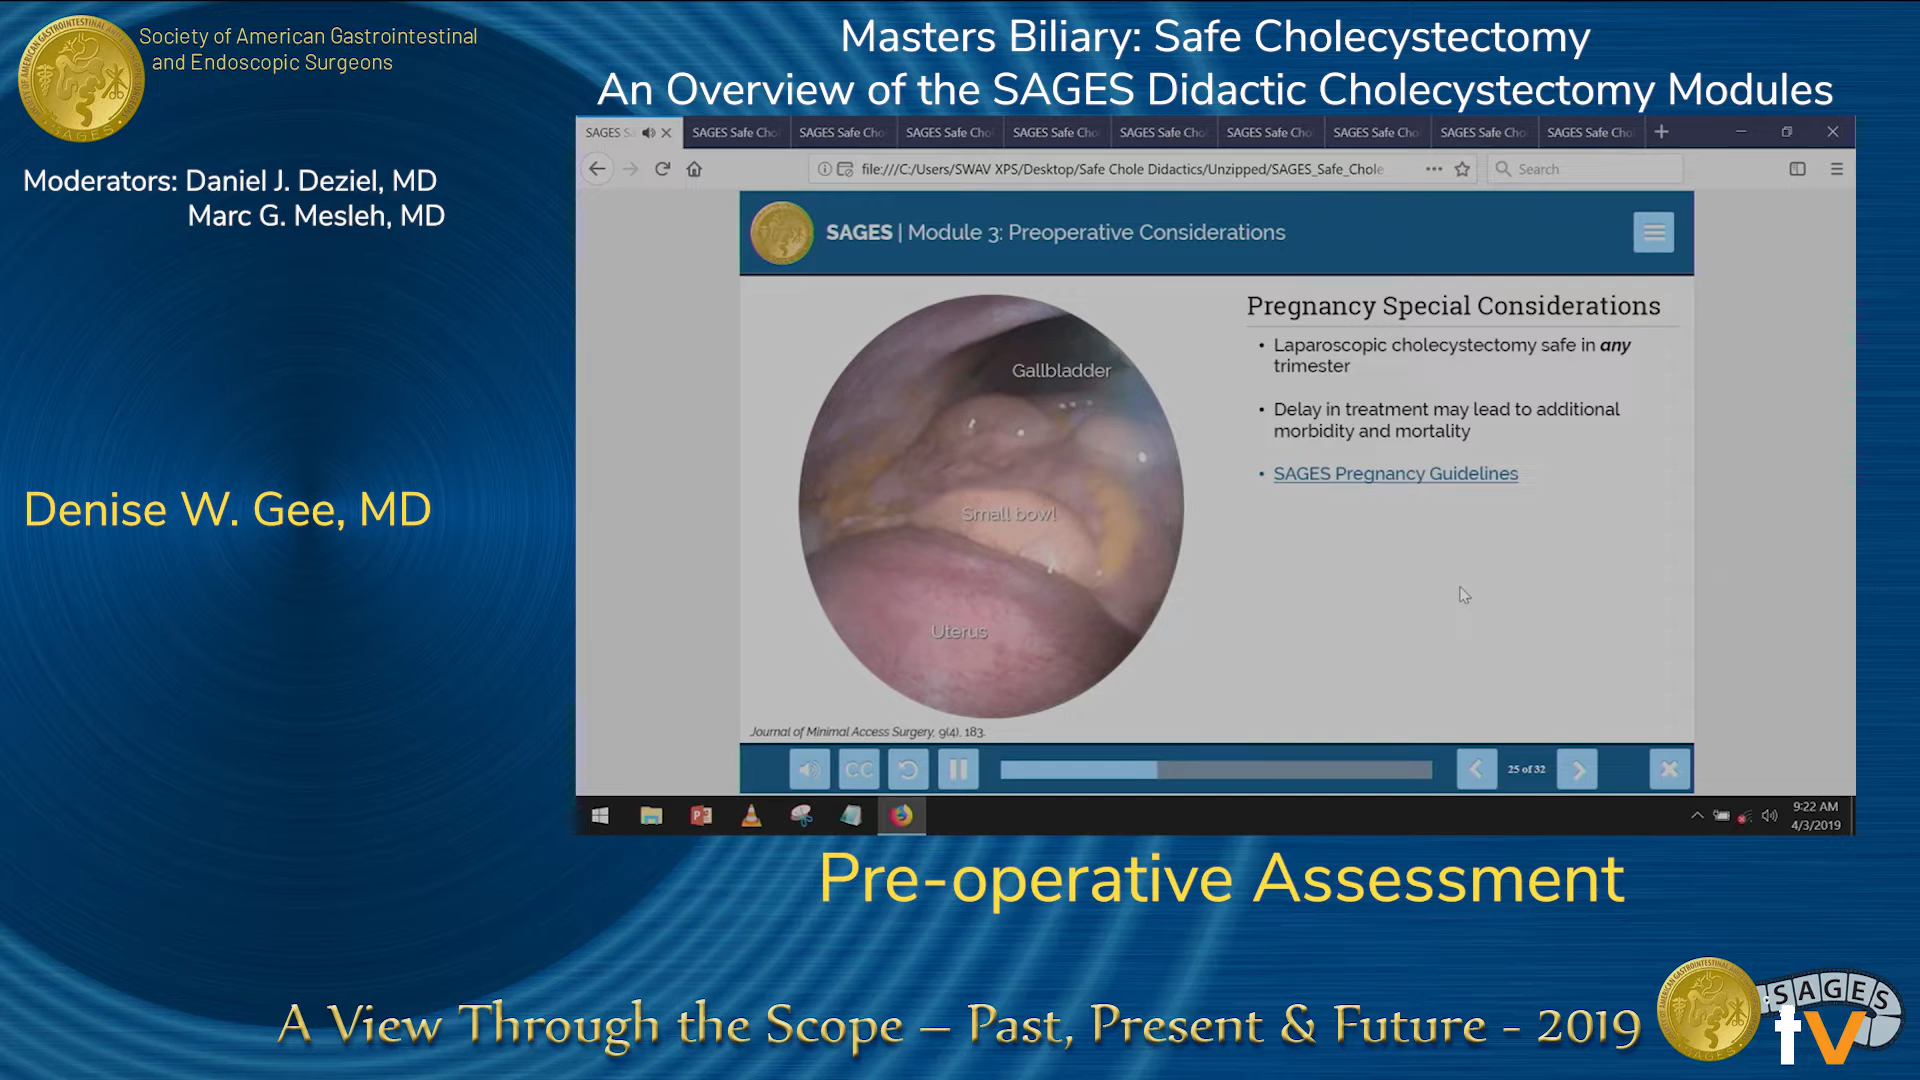 Society of American Gastrointestinal
and Endoscopic Surgeons
Masters Biliary: Safe Cholecystectomy
An Overview of the SAGES Didactic Cholecystectomy Modules
Moderators: Daniel J. Deziel, MD
Marc G. Mesleh, MD
Denise W. Gee, MD
SAGES
SAGES Safe Cho
SAGES Safe Cho
SAGES Safe Cho
SAGES Safe Cho
SAGES Safe Cho
SAGES Safe Cho
SAGES Safe Cho
SAGES Safe Cho
SAGES Safe Cho
file:///C:/Users/SWAV XPS/Desktop/Safe Chole Didactics/Unzipped/SAGES_Safe_Chole
Search
SAGES | Module 3: Preoperative Considerations
Gallbladder
Small bowl
Uterus
Journal of Minimal Access Surgery, 9(4), 183.
Pregnancy Special Considerations
• Laparoscopic cholecystectomy safe in any
trimester
• Delay in treatment may lead to additional
morbidity and mortality
• SAGES Pregnancy Guidelines
CC
25 of 32
9:22 AM
4/3/2019
Pre-operative Assessment
A View Through the Scope – Past, Present & Future - 2019
SAGES
tv